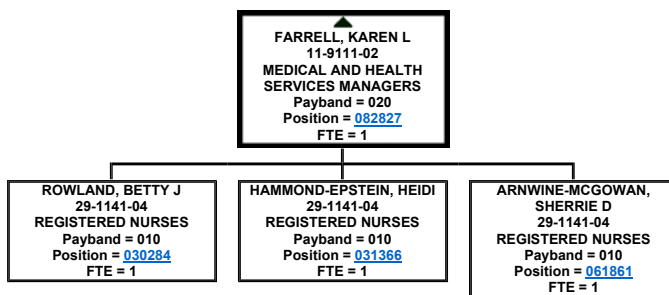 FARRELL, KAREN L
11-9111-02
MEDICAL AND HEALTH
SERVICES MANAGERS
Payband = 020
Position = 082827
FTE = 1
ROWLAND, BETTY J
29-1141-04
REGISTERED NURSES
Payband = 010
Position = 030284
FTE = 1
HAMMOND-EPSTEIN, HEIDI
29-1141-04
REGISTERED NURSES
Payband = 010
Position = 031366
FTE = 1
ARNWINE-MCGOWAN,
SHERRIE D
29-1141-04
REGISTERED NURSES
Payband = 010
Position = 061861
FTE = 1